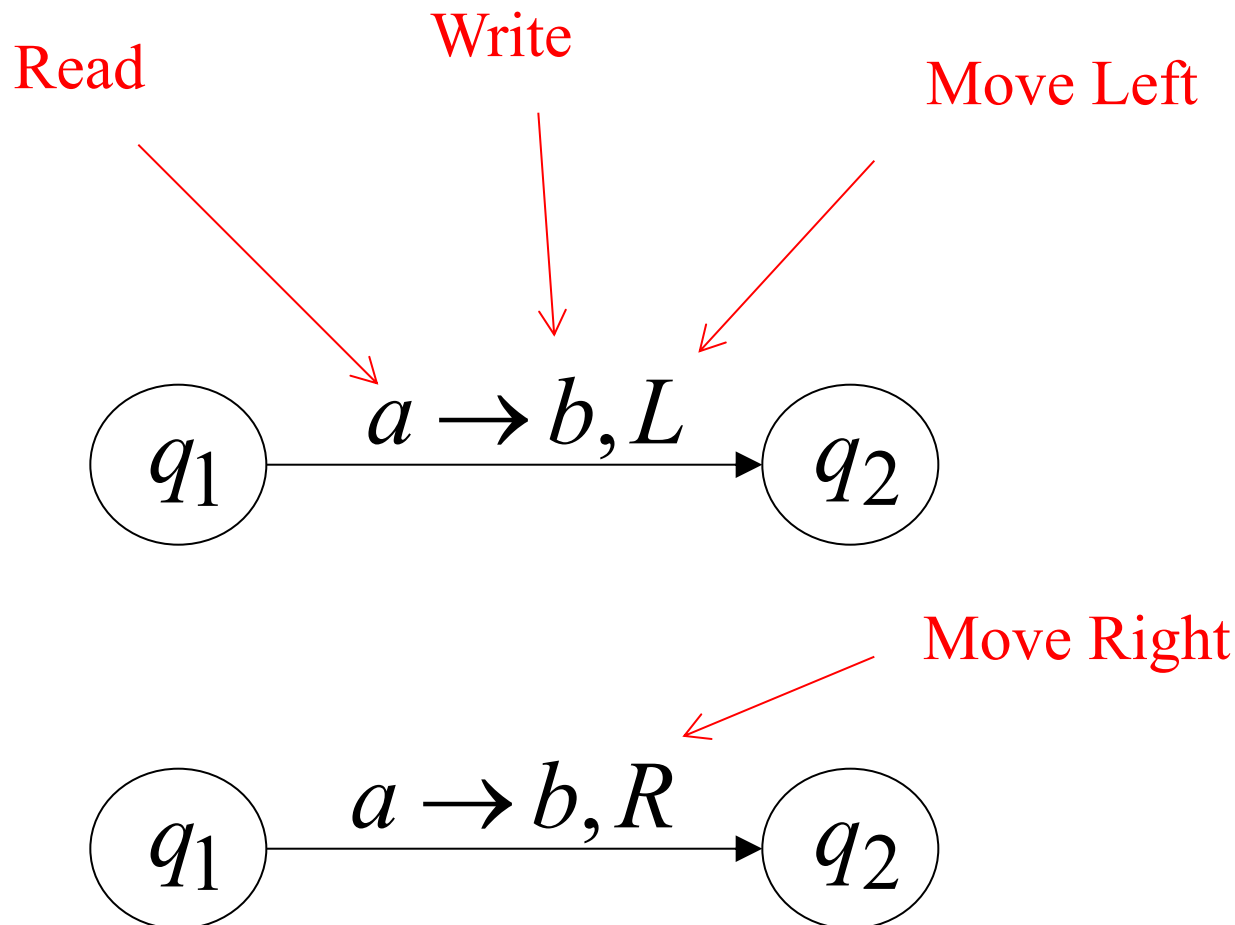 Write
Read
Move Left
a → b, L
q1
q2
Move Right
a → b, R
q1
q2